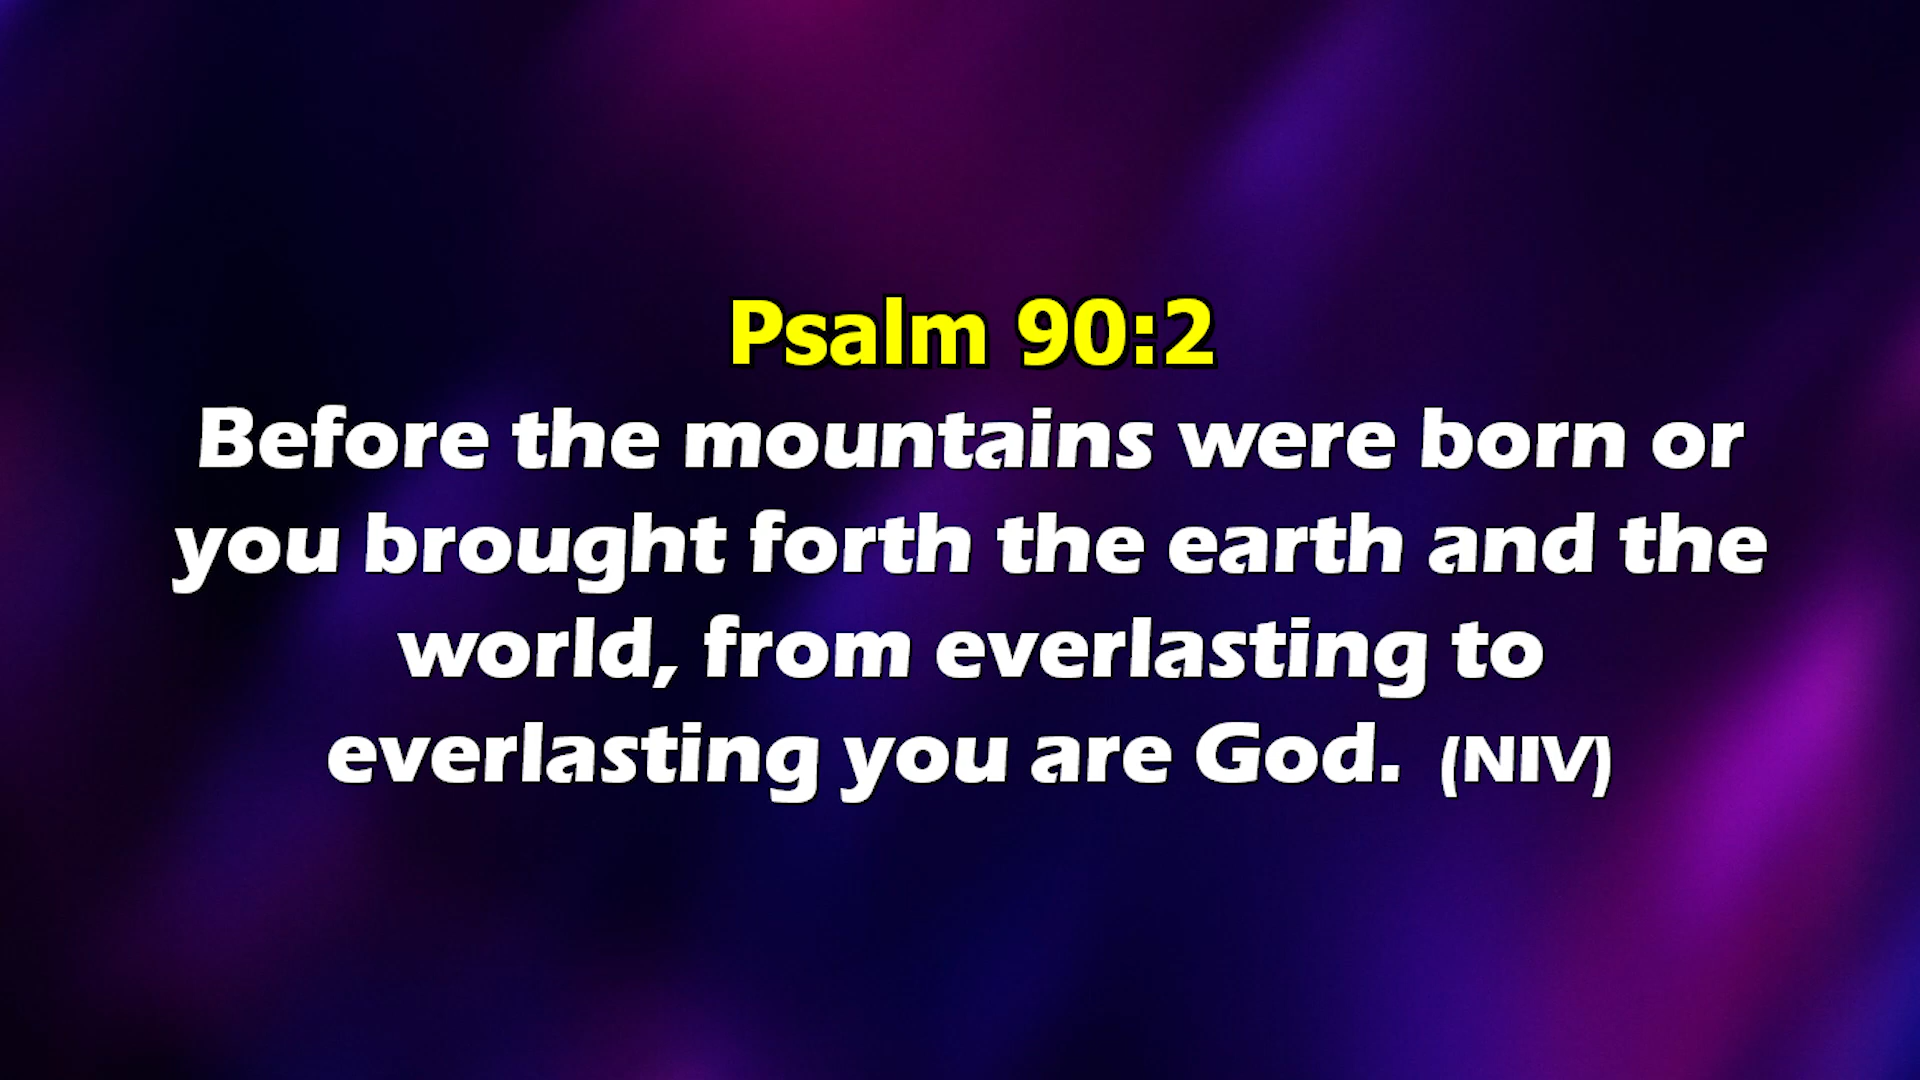 Psalm 90:2
Before the mountains were born or
you brought forth the earth and the
world, from everlasting to
everlasting you are God. (NIV)